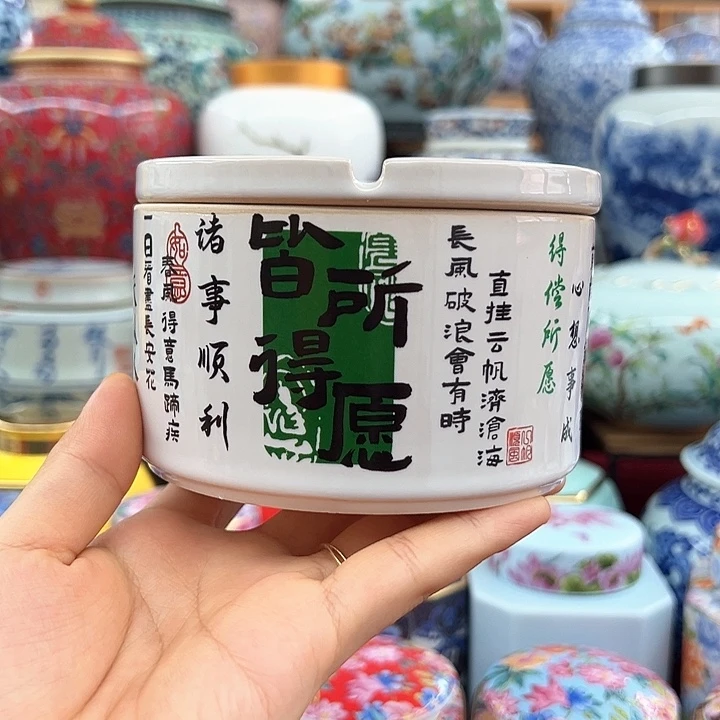 春風得意馬蹄疾
一日看盡長安花
诸事順利
皆得
所愿
長風破浪會有時
直挂云帆濟滄海
得偿所愿
心想事成